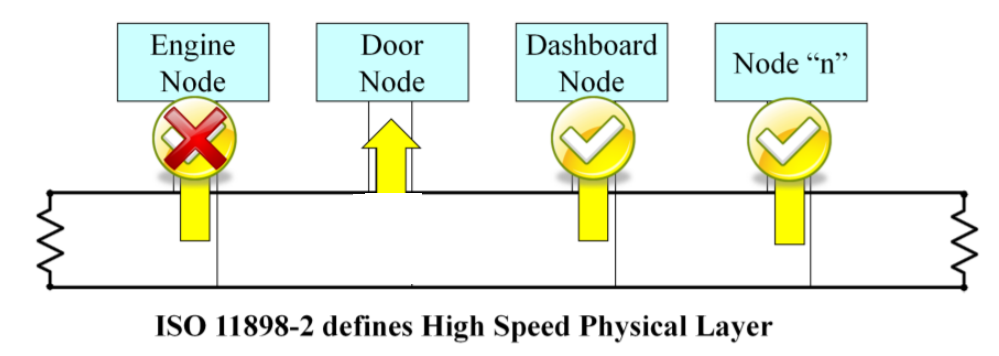 Engine
Node
Door
Node
Dashboard
Node
Node “n”
ISO 11898-2 defines High Speed Physical Layer